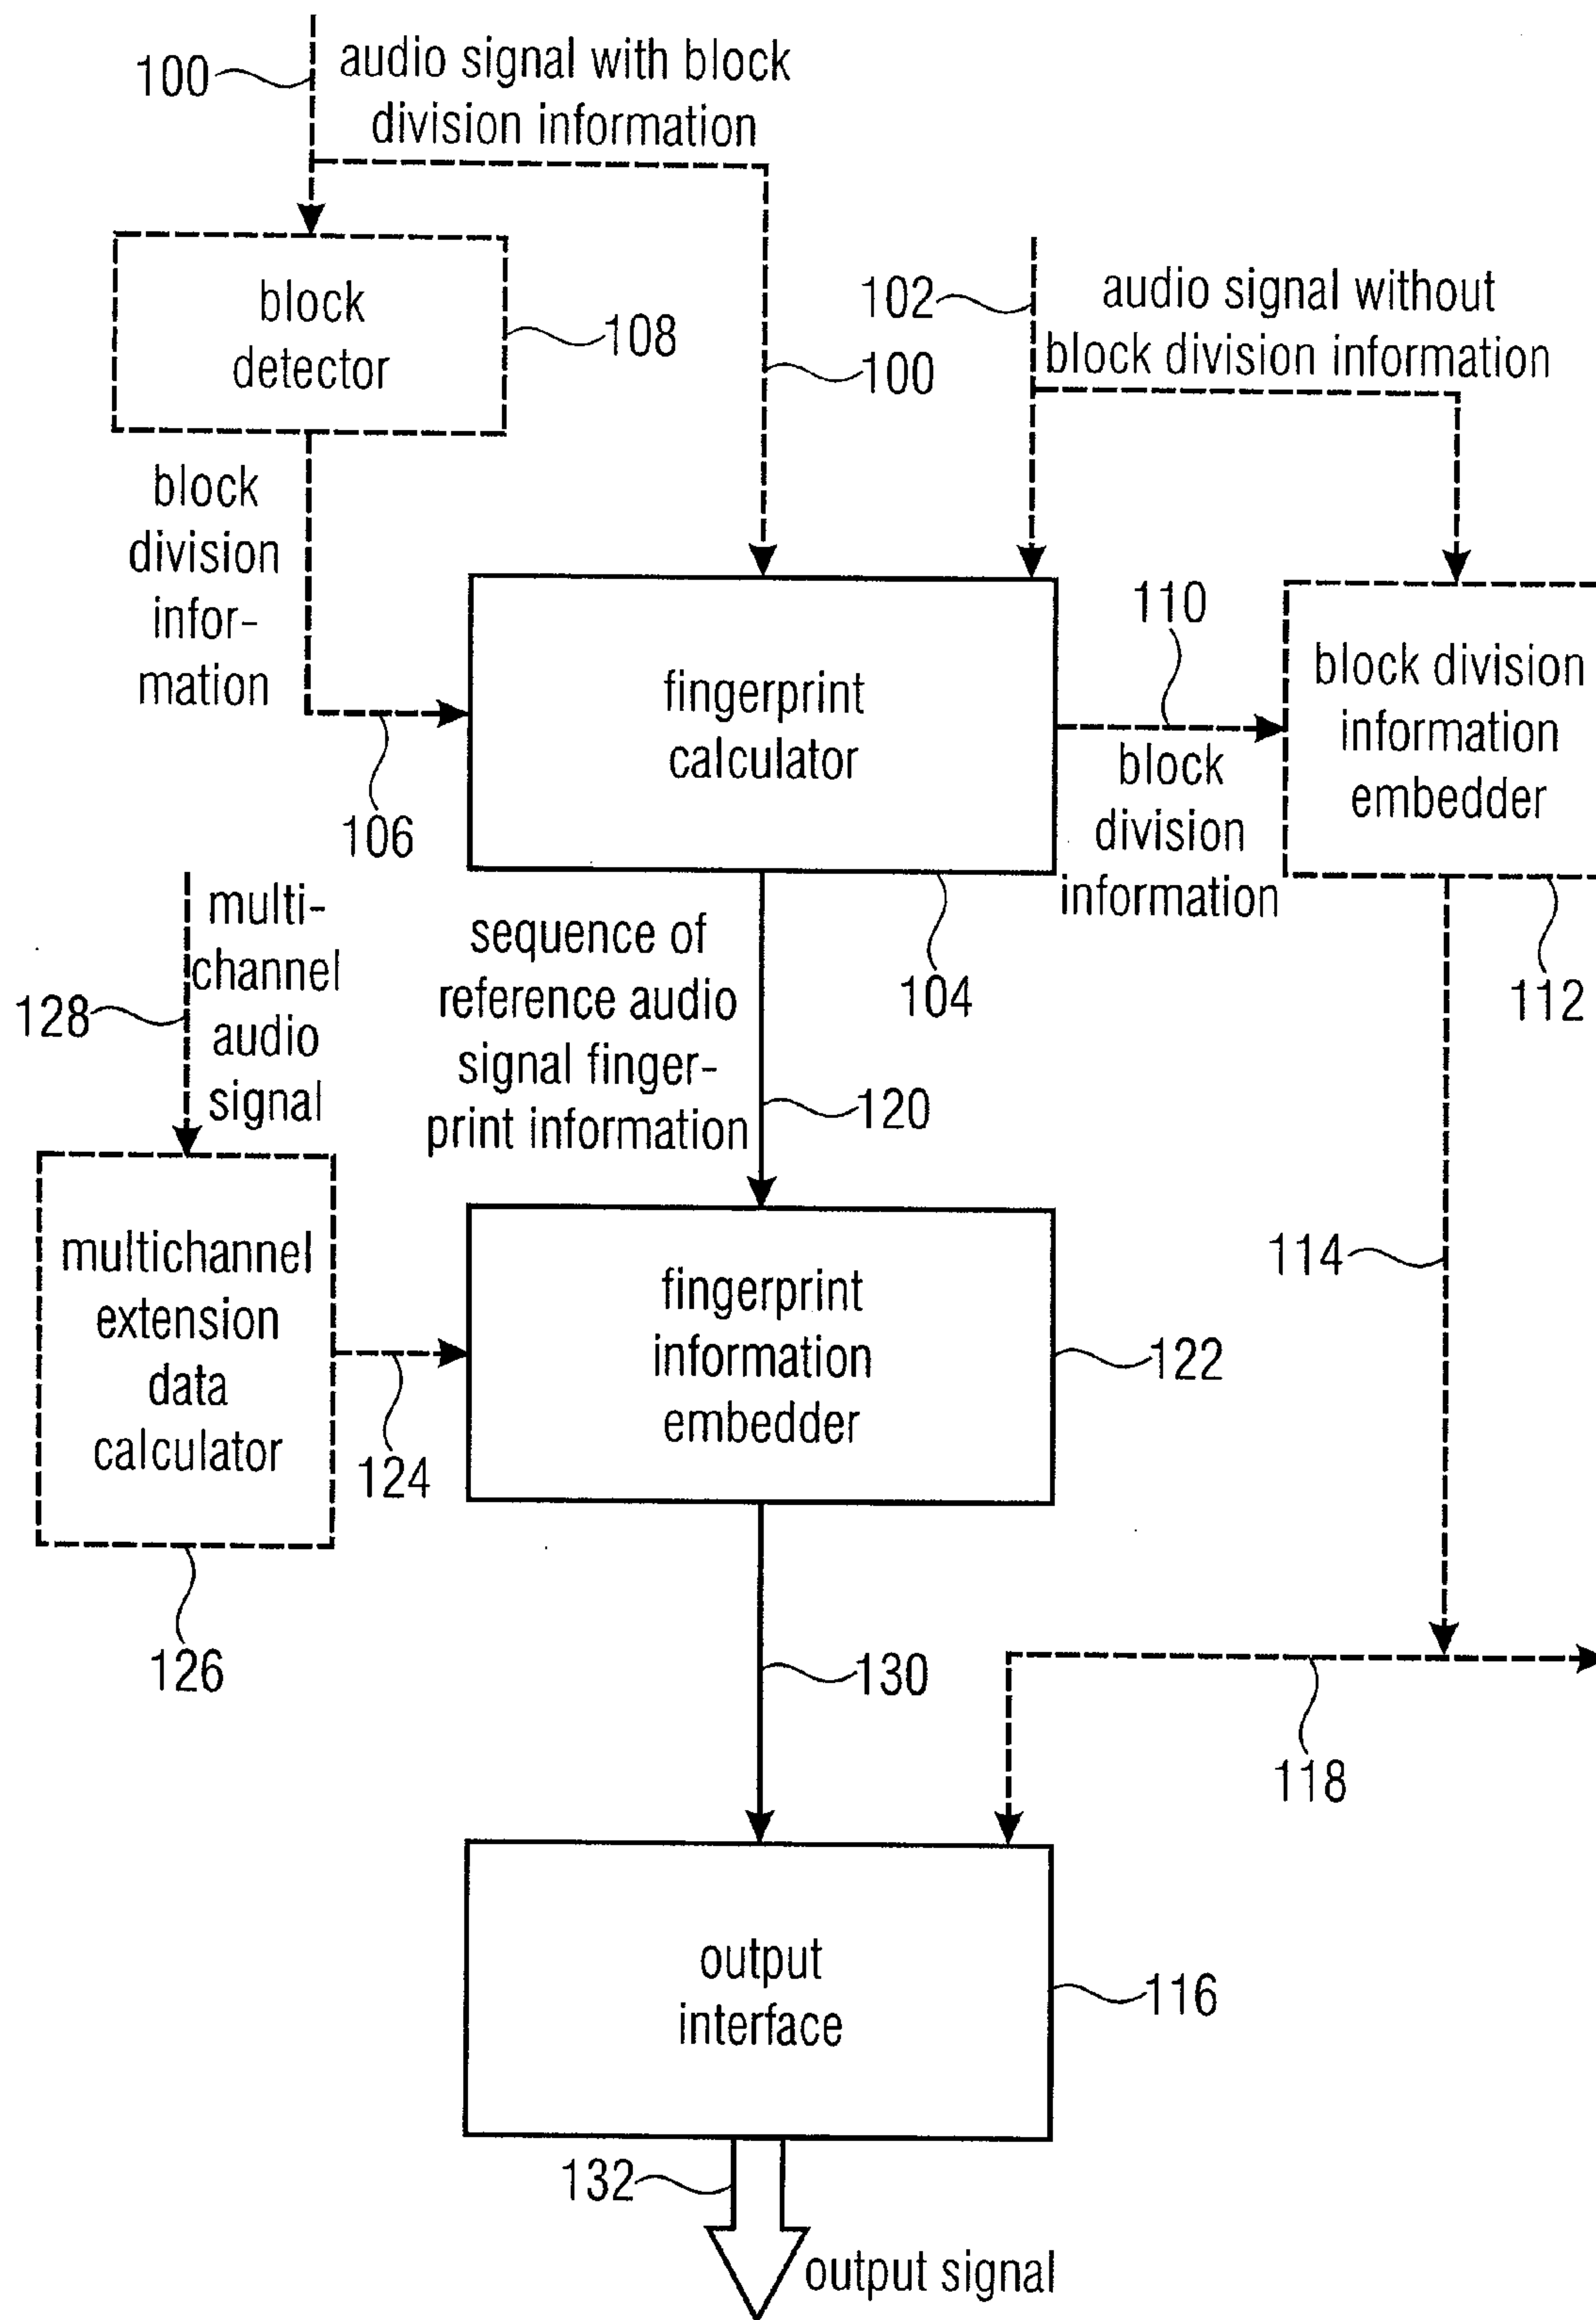 100
audio signal with block
division information
block
detector
108
102
audio signal without
block division information
100
block
division
infor-
mation
106
fingerprint
calculator
104
110
block
division
information
block division
information
embedder
112
multi-
channel
audio
signal
128
sequence of
reference audio
signal finger-
print information
120
multichannel
extension
data
calculator
126
124
fingerprint
information
embedder
122
114
130
118
output
interface
116
132
output signal